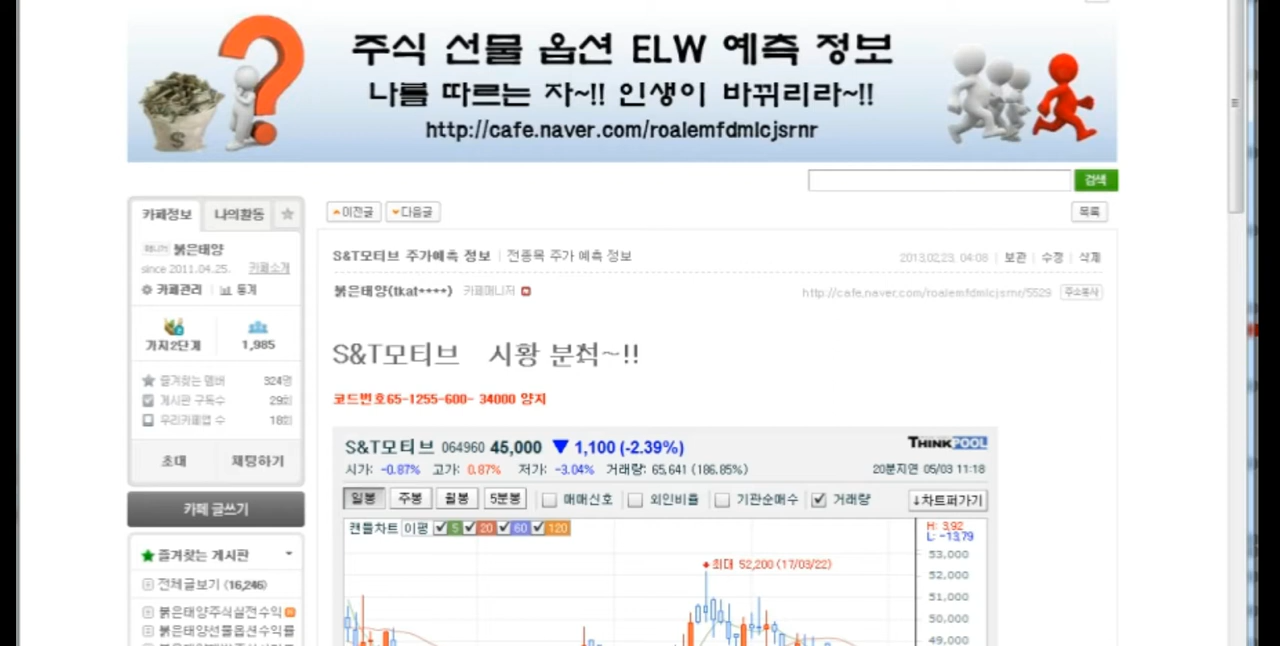 주식 선물 옵션 ELW 예측 정보
나를 따르는 자~!! 인생이 바뀌리라~!!
http://cafe.naver.com/roalemfdmlcjsrnr
검색
카페정보 나의활동
이전글 다음글
목록
매니저 붉은태양
since 2011.04.25. 카페소개
카페관리 통계
가지2단계 1,985
즐겨찾는 멤버 324명
게시판 구독수 29회
우리카페앱 수 18회
초대 채팅하기
카페 글쓰기
즐겨찾는 게시판
전체글보기 (16,246)
붉은태양주식실전수익
붉은태양선물옵션수익률
S&T모티브 주가예측 정보 | 전종목 주가 예측 정보
2013.02.23. 04:08 | 보관 | 수정 | 삭제
붉은태양(tkat****) 카페매니저
http://cafe.naver.com/roalemfdmlcjsrnr/5529 주소복사
S&T모티브 시황 분석~!!
코드번호65-1255-600- 34000 양지
S&T모티브 064960 45,000 ▼ 1,100 (-2.39%)
THINKPOOL
시가: -0.87% 고가: 0.87% 저가: -3.04% 거래량: 65,641 (186.85%)
20분지연 05/03 11:18
일봉 주봉 월봉 5분봉 매매신호 외인비율 기관순매수 거래량 ↓차트퍼가기
캔들차트 이평 5 20 60 120
H: 3.92
L: -13.79
최대 52,200 (17/03/22)
53,000
52,000
51,000
50,000
49,000